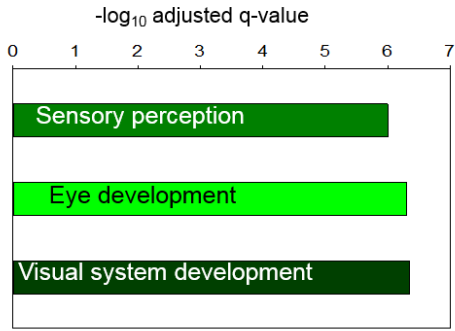 -log₁₀ adjusted q-value
0 1 2 3 4 5 6 7
Sensory perception
Eye development
Visual system development